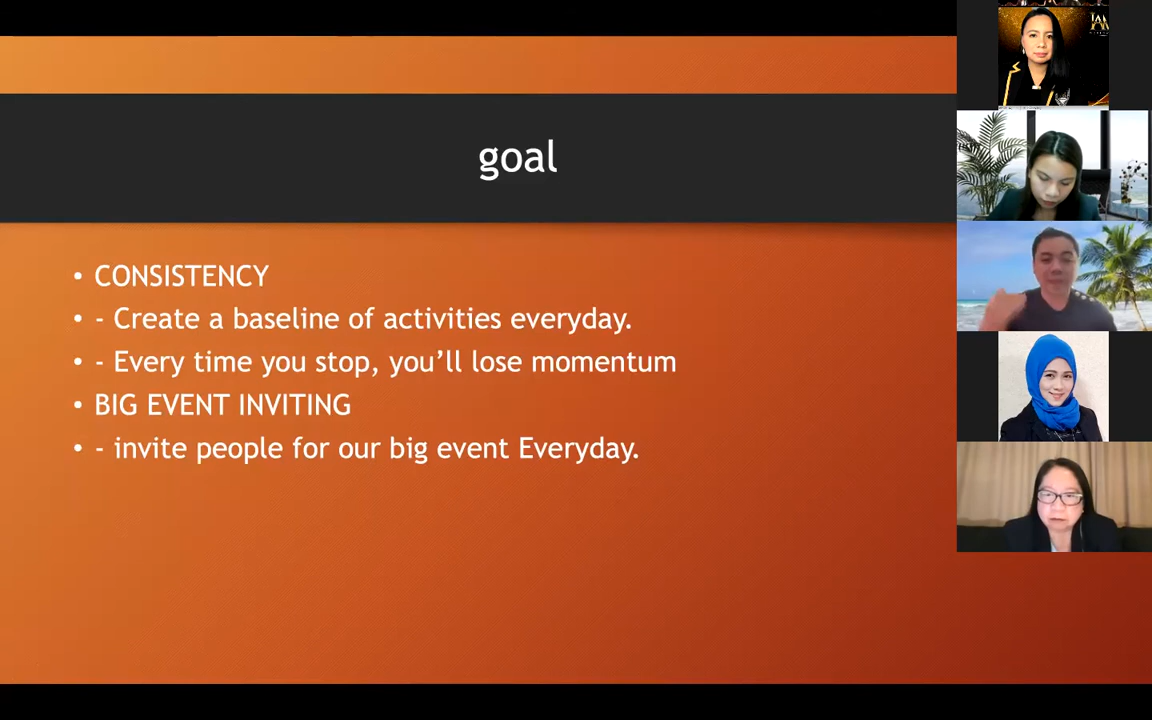 goal
• CONSISTENCY
• - Create a baseline of activities everyday.
• - Every time you stop, you’ll lose momentum
• BIG EVENT INVITING
• - invite people for our big event Everyday.